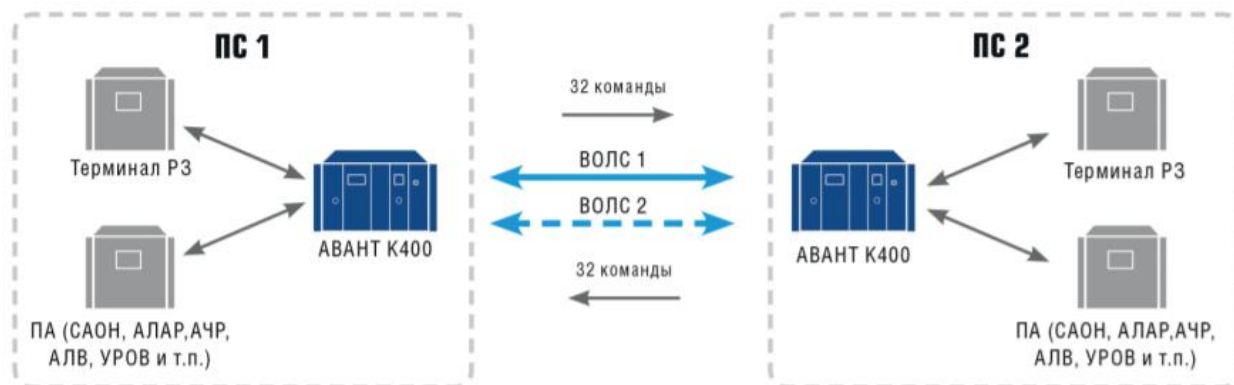 ПС 1
ПС 2
32 команды
Терминал РЗ
Терминал РЗ
ВОЛС 1
ВОЛС 2
АВАНТ К400
АВАНТ К400
32 команды
ПА (САОН, АЛАР,АЧР,
АЛВ, УРОВ и т.п.)
ПА (САОН, АЛАР,АЧР,
АЛВ, УРОВ и т.п.)